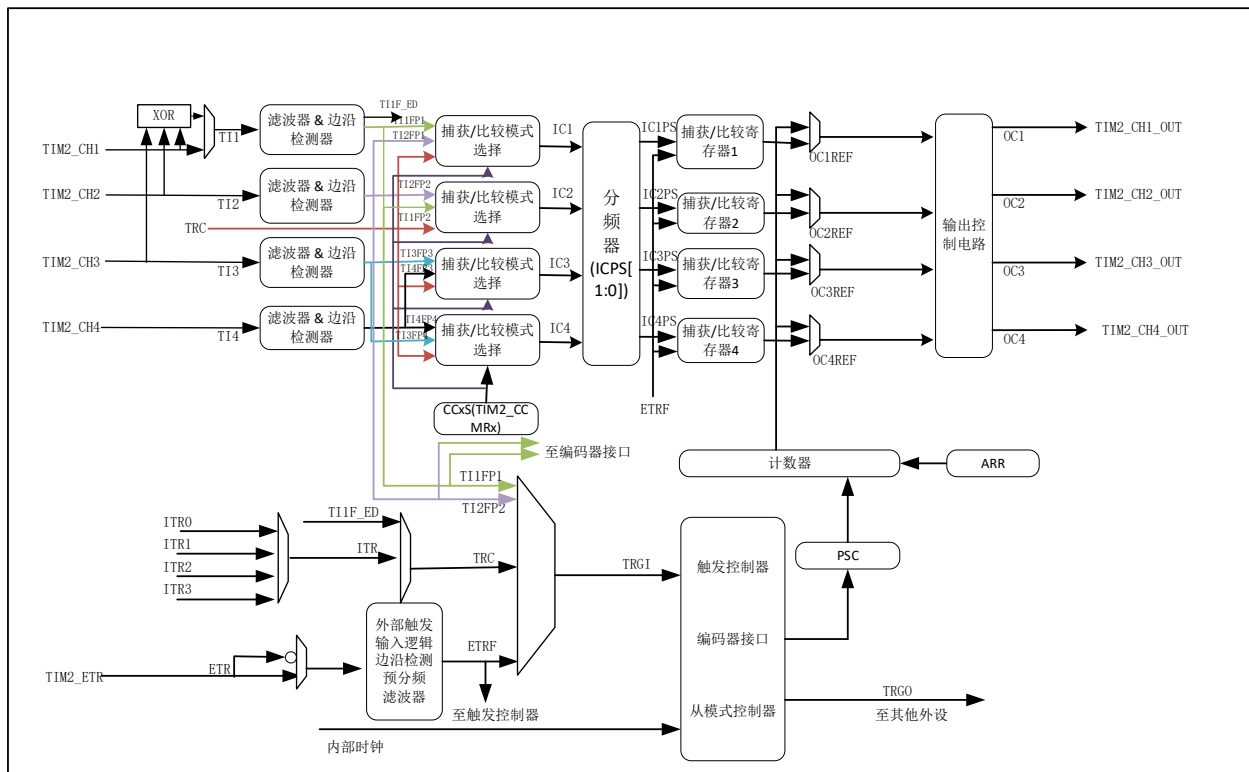 XOR
TI1
TIM2_CH1
TIM2_CH2
TRC
TIM2_CH3
TIM2_CH4
TI2
TI3
TI4
滤波器 & 边沿
检测器
滤波器 & 边沿
检测器
滤波器 & 边沿
检测器
滤波器 & 边沿
检测器
TI1F_ED
TI1FP1
TI2FP1
TI2FP2
TI1FP2
TI3FP3
TI4FP3
TI4FP4
TI3FP4
捕获/比较模式
选择
捕获/比较模式
选择
捕获/比较模式
选择
捕获/比较模式
选择
CCxS(TIM2_CC
MRx)
IC1
IC2
IC3
IC4
分
频
器
(ICPS[
1:0])
IC1PS
IC2PS
IC3PS
IC4PS
ETRF
捕获/比较寄
存器1
捕获/比较寄
存器2
捕获/比较寄
存器3
捕获/比较寄
存器4
OC1REF
OC2REF
OC3REF
OC4REF
输出控
制电路
OC1
OC2
OC3
OC4
TIM2_CH1_OUT
TIM2_CH2_OUT
TIM2_CH3_OUT
TIM2_CH4_OUT
至编码器接口
计数器
ARR
PSC
TI1FP1
TI2FP2
TI1F_ED
ITR0
ITR1
ITR2
ITR3
ITR
TRC
TRGI
TIM2_ETR
ETR
外部触发
输入逻辑
边沿检测
预分频
滤波器
ETRF
至触发控制器
内部时钟
触发控制器
编码器接口
从模式控制器
TRGO
至其他外设